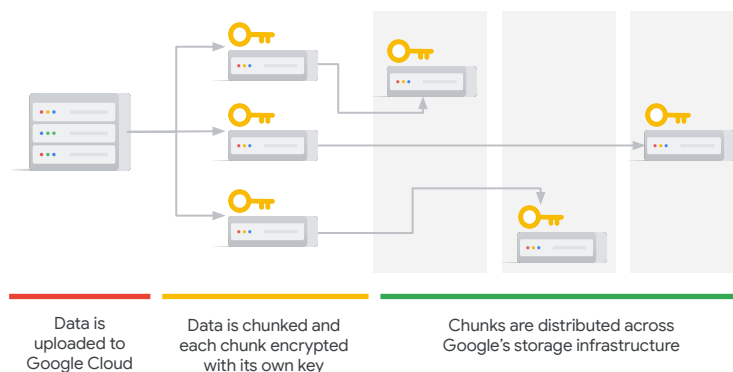 Data is
uploaded to
Google Cloud
Data is chunked and
each chunk encrypted
with its own key
Chunks are distributed across
Google's storage infrastructure